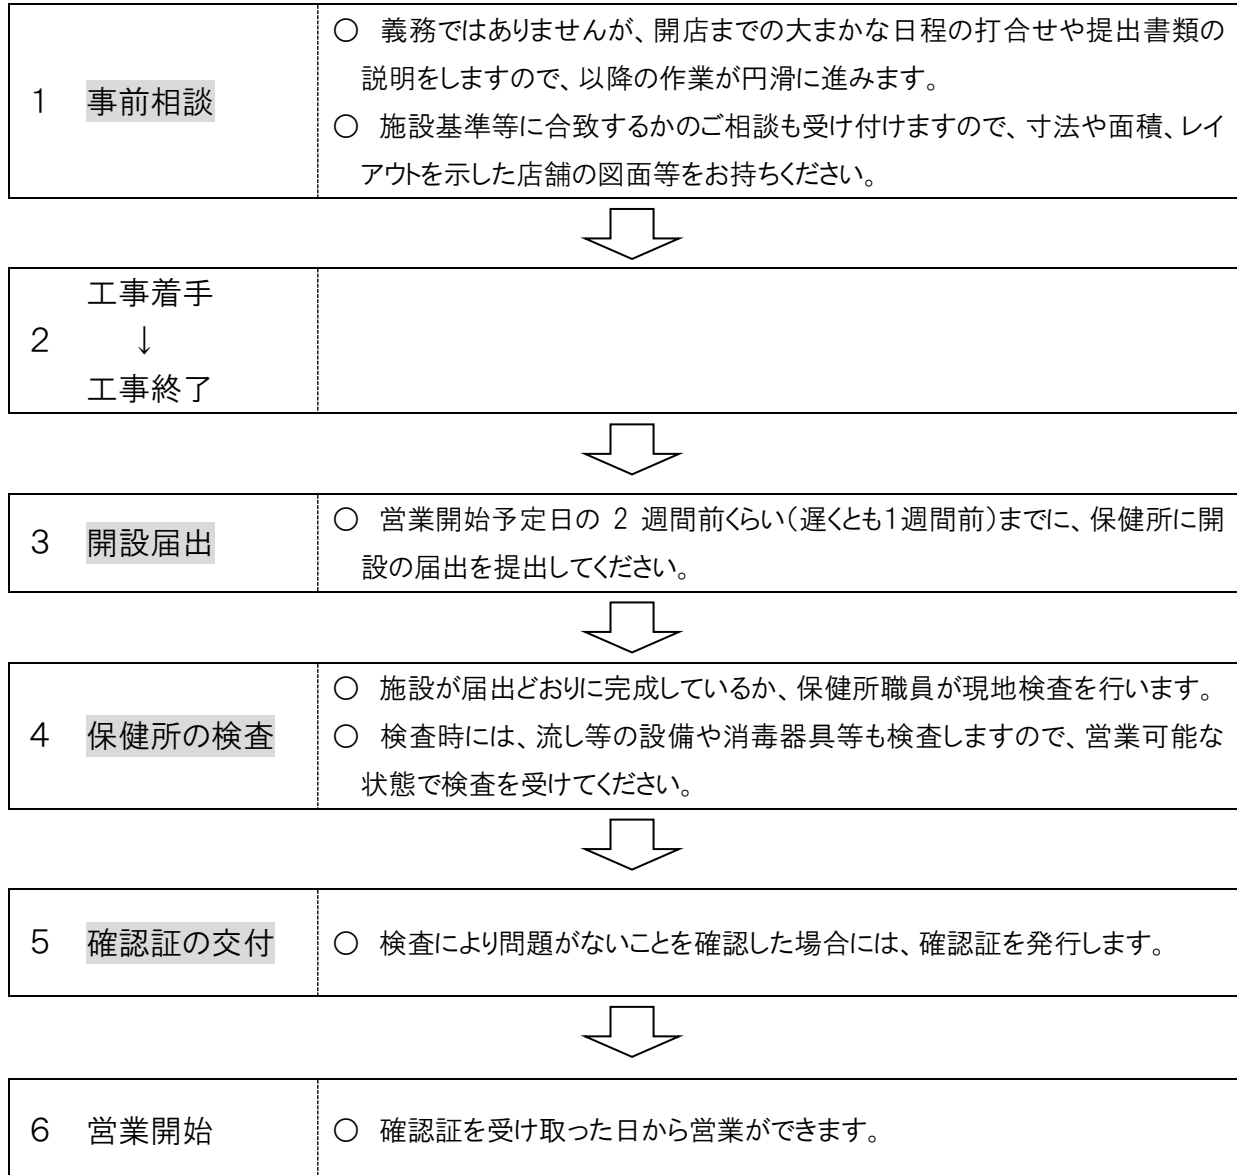 1 事前相談
○ 義務ではありませんが、開店までの大まかな日程の打合せや提出書類の
説明をしますので、以降の作業が円滑に進みます。
○ 施設基準等に合致するかのご相談も受け付けますので、寸法や面積、レイ
アウトを示した店舗の図面等をお持ちください。
工事着手
2 ↓
工事終了
3 開設届出
○ 営業開始予定日の 2 週間前くらい(遅くとも1週間前)までに、保健所に開
設の届出を提出してください。
4 保健所の検査
○ 施設が届出どおりに完成しているか、保健所職員が現地検査を行います。
○ 検査時には、流し等の設備や消毒器具等も検査しますので、営業可能な
状態で検査を受けてください。
5 確認証の交付
○ 検査により問題がないことを確認した場合には、確認証を発行します。
6 営業開始
○ 確認証を受け取った日から営業ができます。